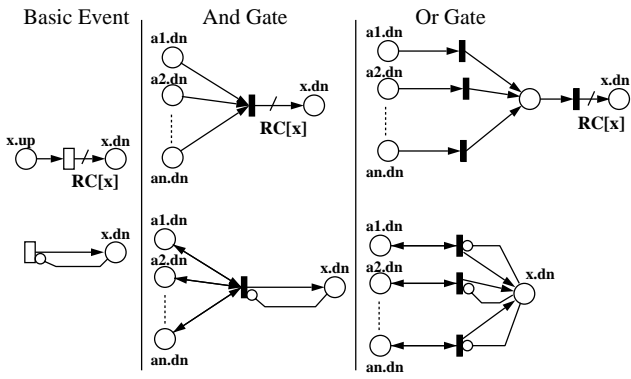 Basic Event
And Gate
Or Gate
x.up
x.dn
RC[x]
x.dn
a1.dn
a2.dn
an.dn
x.dn
RC[x]
a1.dn
a2.dn
an.dn
x.dn
a1.dn
a2.dn
an.dn
x.dn
RC[x]
a1.dn
a2.dn
an.dn
x.dn